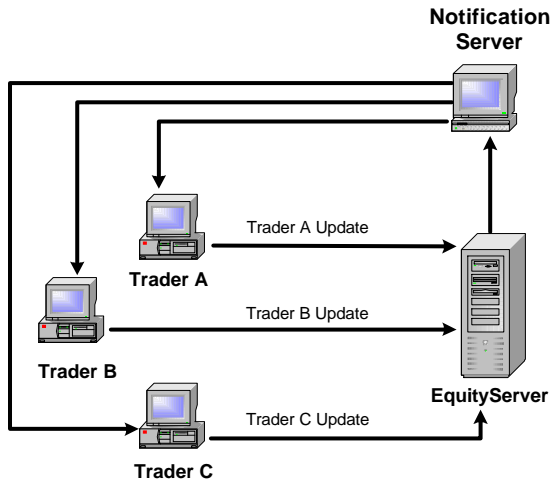 Notification
Server
Trader A Update
Trader A
Trader B Update
Trader B
EquityServer
Trader C Update
Trader C